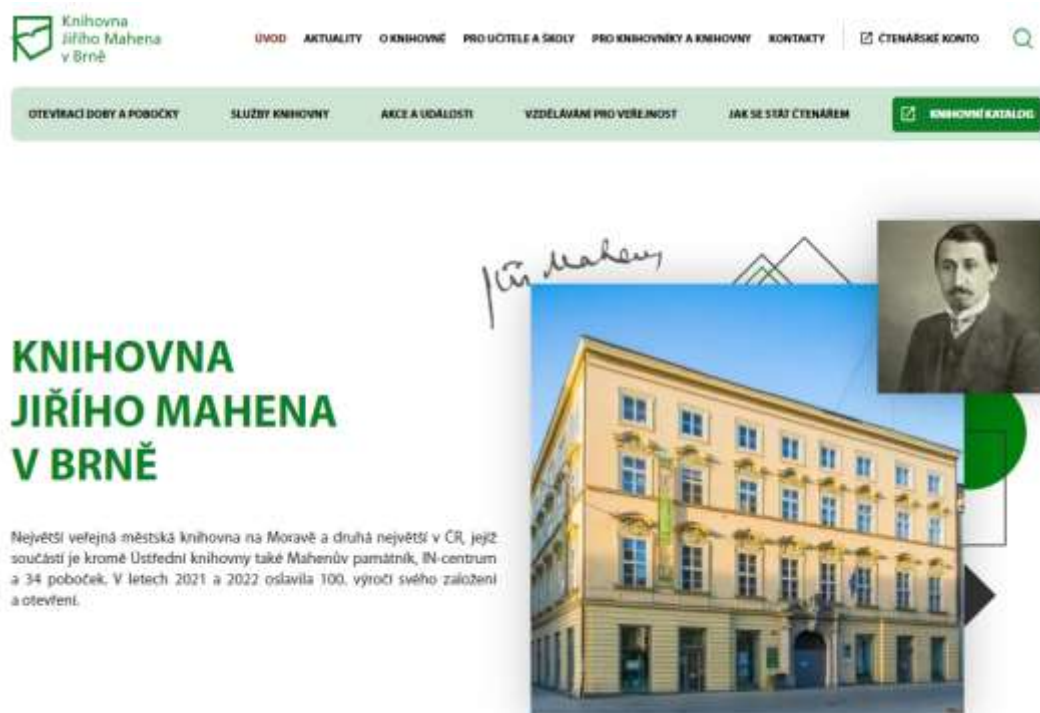 Knihovna
Jiřího Mahena
v Brně
ÚVOD AKTUALITY O KNIHOVNĚ PRO UČITELE A ŠKOLY PRO KNIHOVNÍKY A KNIHOVNY KONTAKTY ČTENÁŘSKÉ KONTO
OTEVÍRACÍ DOBY A POBOČKY SLUŽBY KNIHOVNY AKCE A UDÁLOSTI VZDĚLÁVÁNÍ PRO VEŘEJNOST JAK SE STÁT ČTENÁŘEM KNIHOVNÍ KATALOG
Jiří Mahen
KNIHOVNA
JIŘÍHO MAHENA
V BRNĚ
Největší veřejná městská knihovna na Moravě a druhá největší v ČR, jejíž
součástí je kromě Ústřední knihovny také Mahenův památník, IN-centrum
a 34 poboček. V letech 2021 a 2022 oslavila 100. výročí svého založení
a otevření.